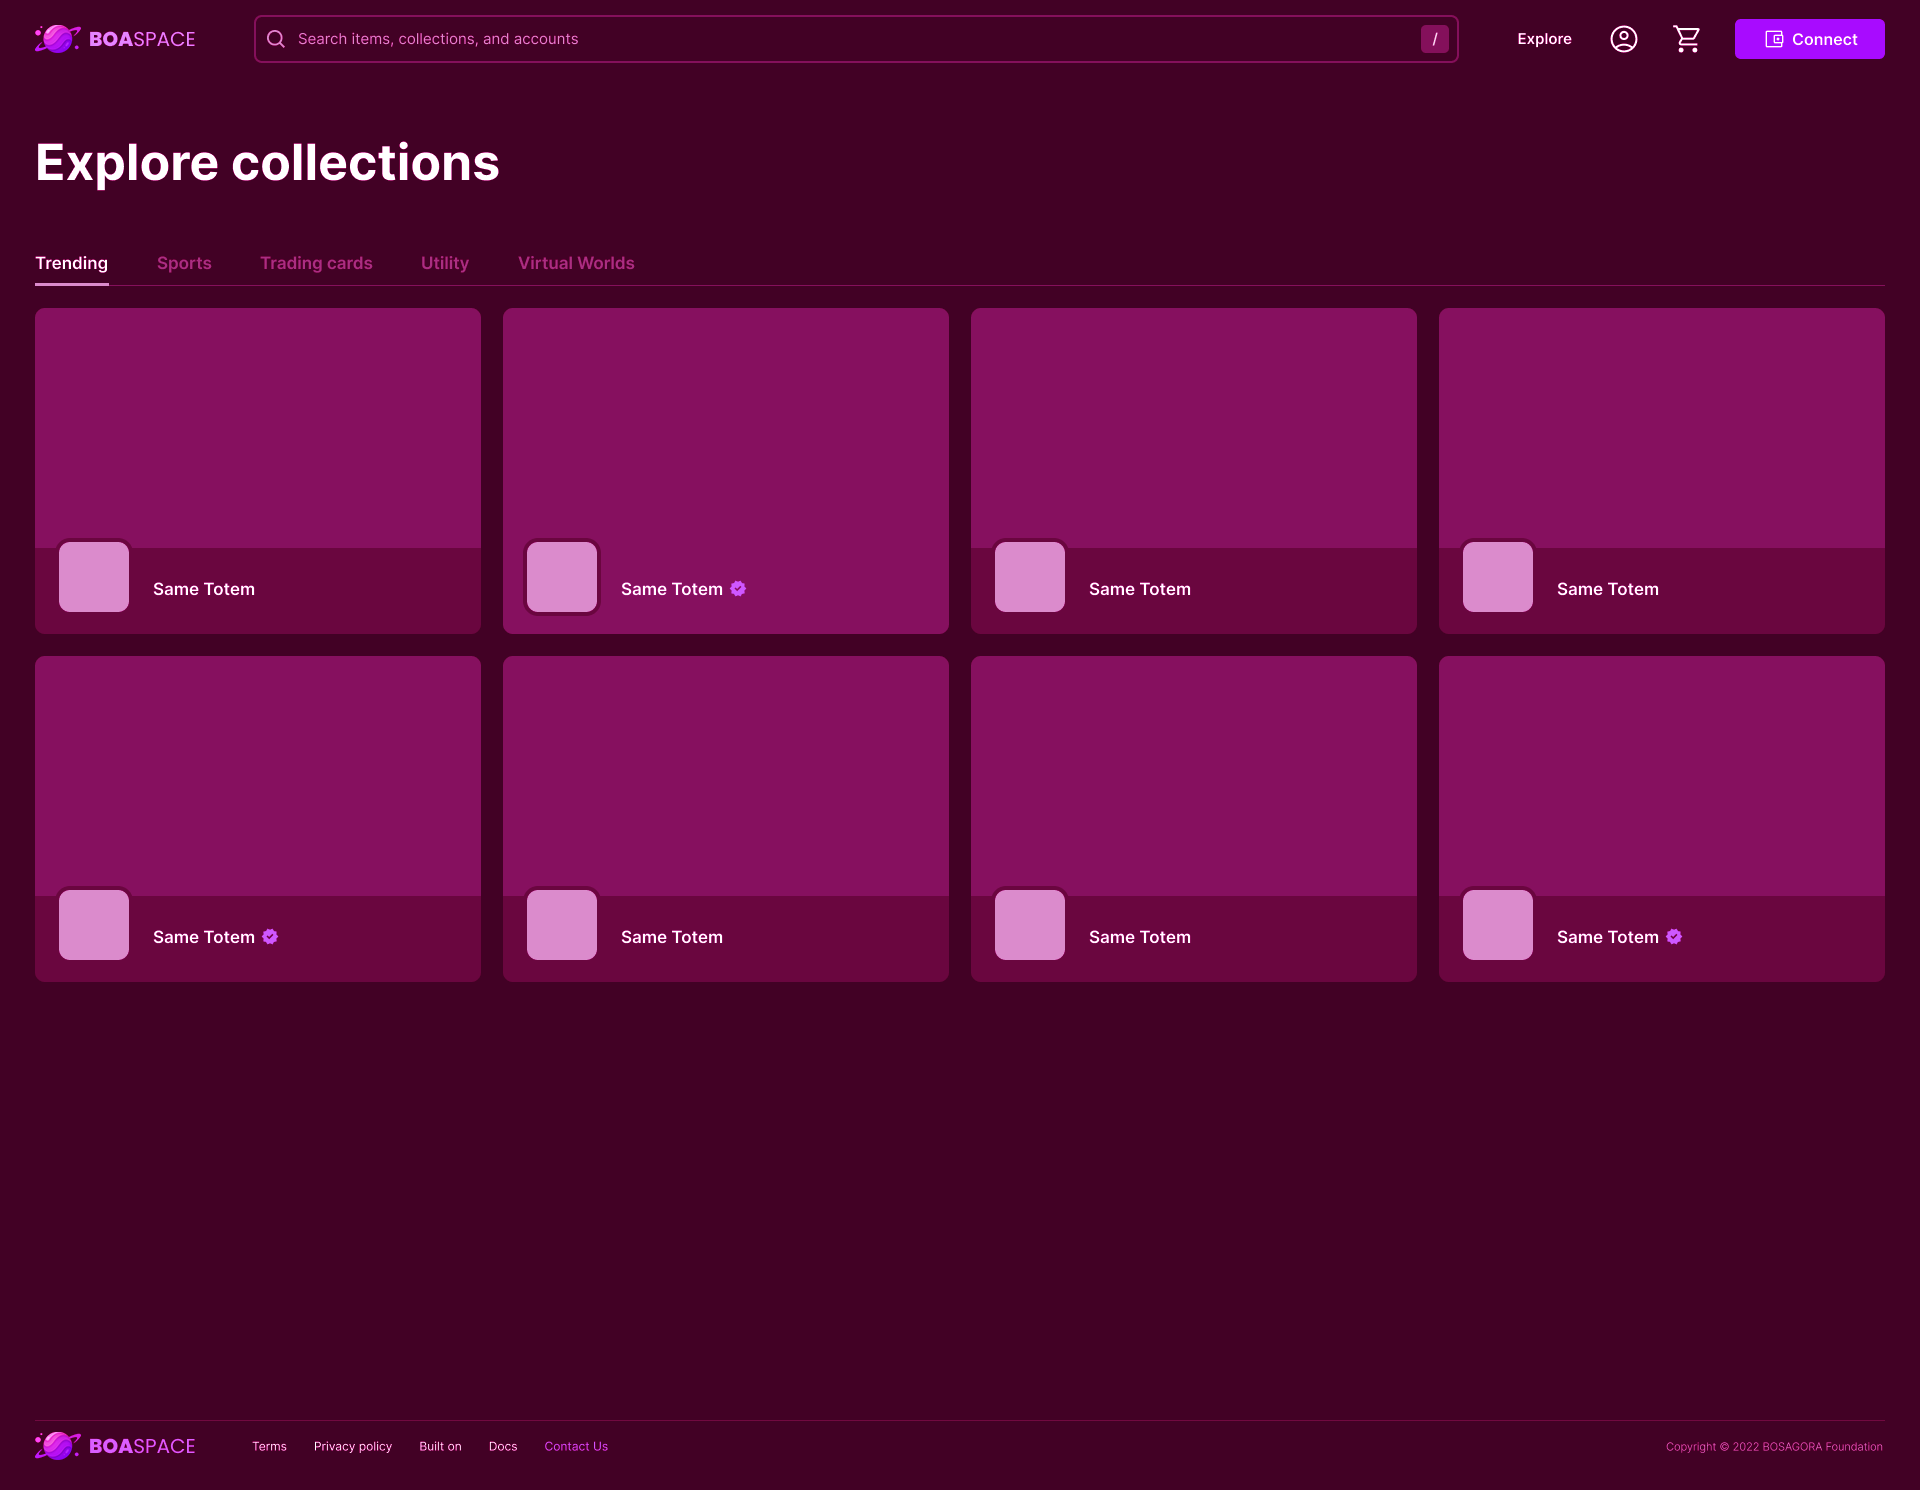 BOASPACE
Search items, collections, and accounts
/
Explore
Connect
Explore collections
Trending
Sports
Trading cards
Utility
Virtual Worlds
Same Totem
Same Totem
Same Totem
Same Totem
Same Totem
Same Totem
Same Totem
Same Totem
BOASPACE
Terms
Privacy policy
Built on
Docs
Contact Us
Copyright © 2022 BOSAGORA Foundation